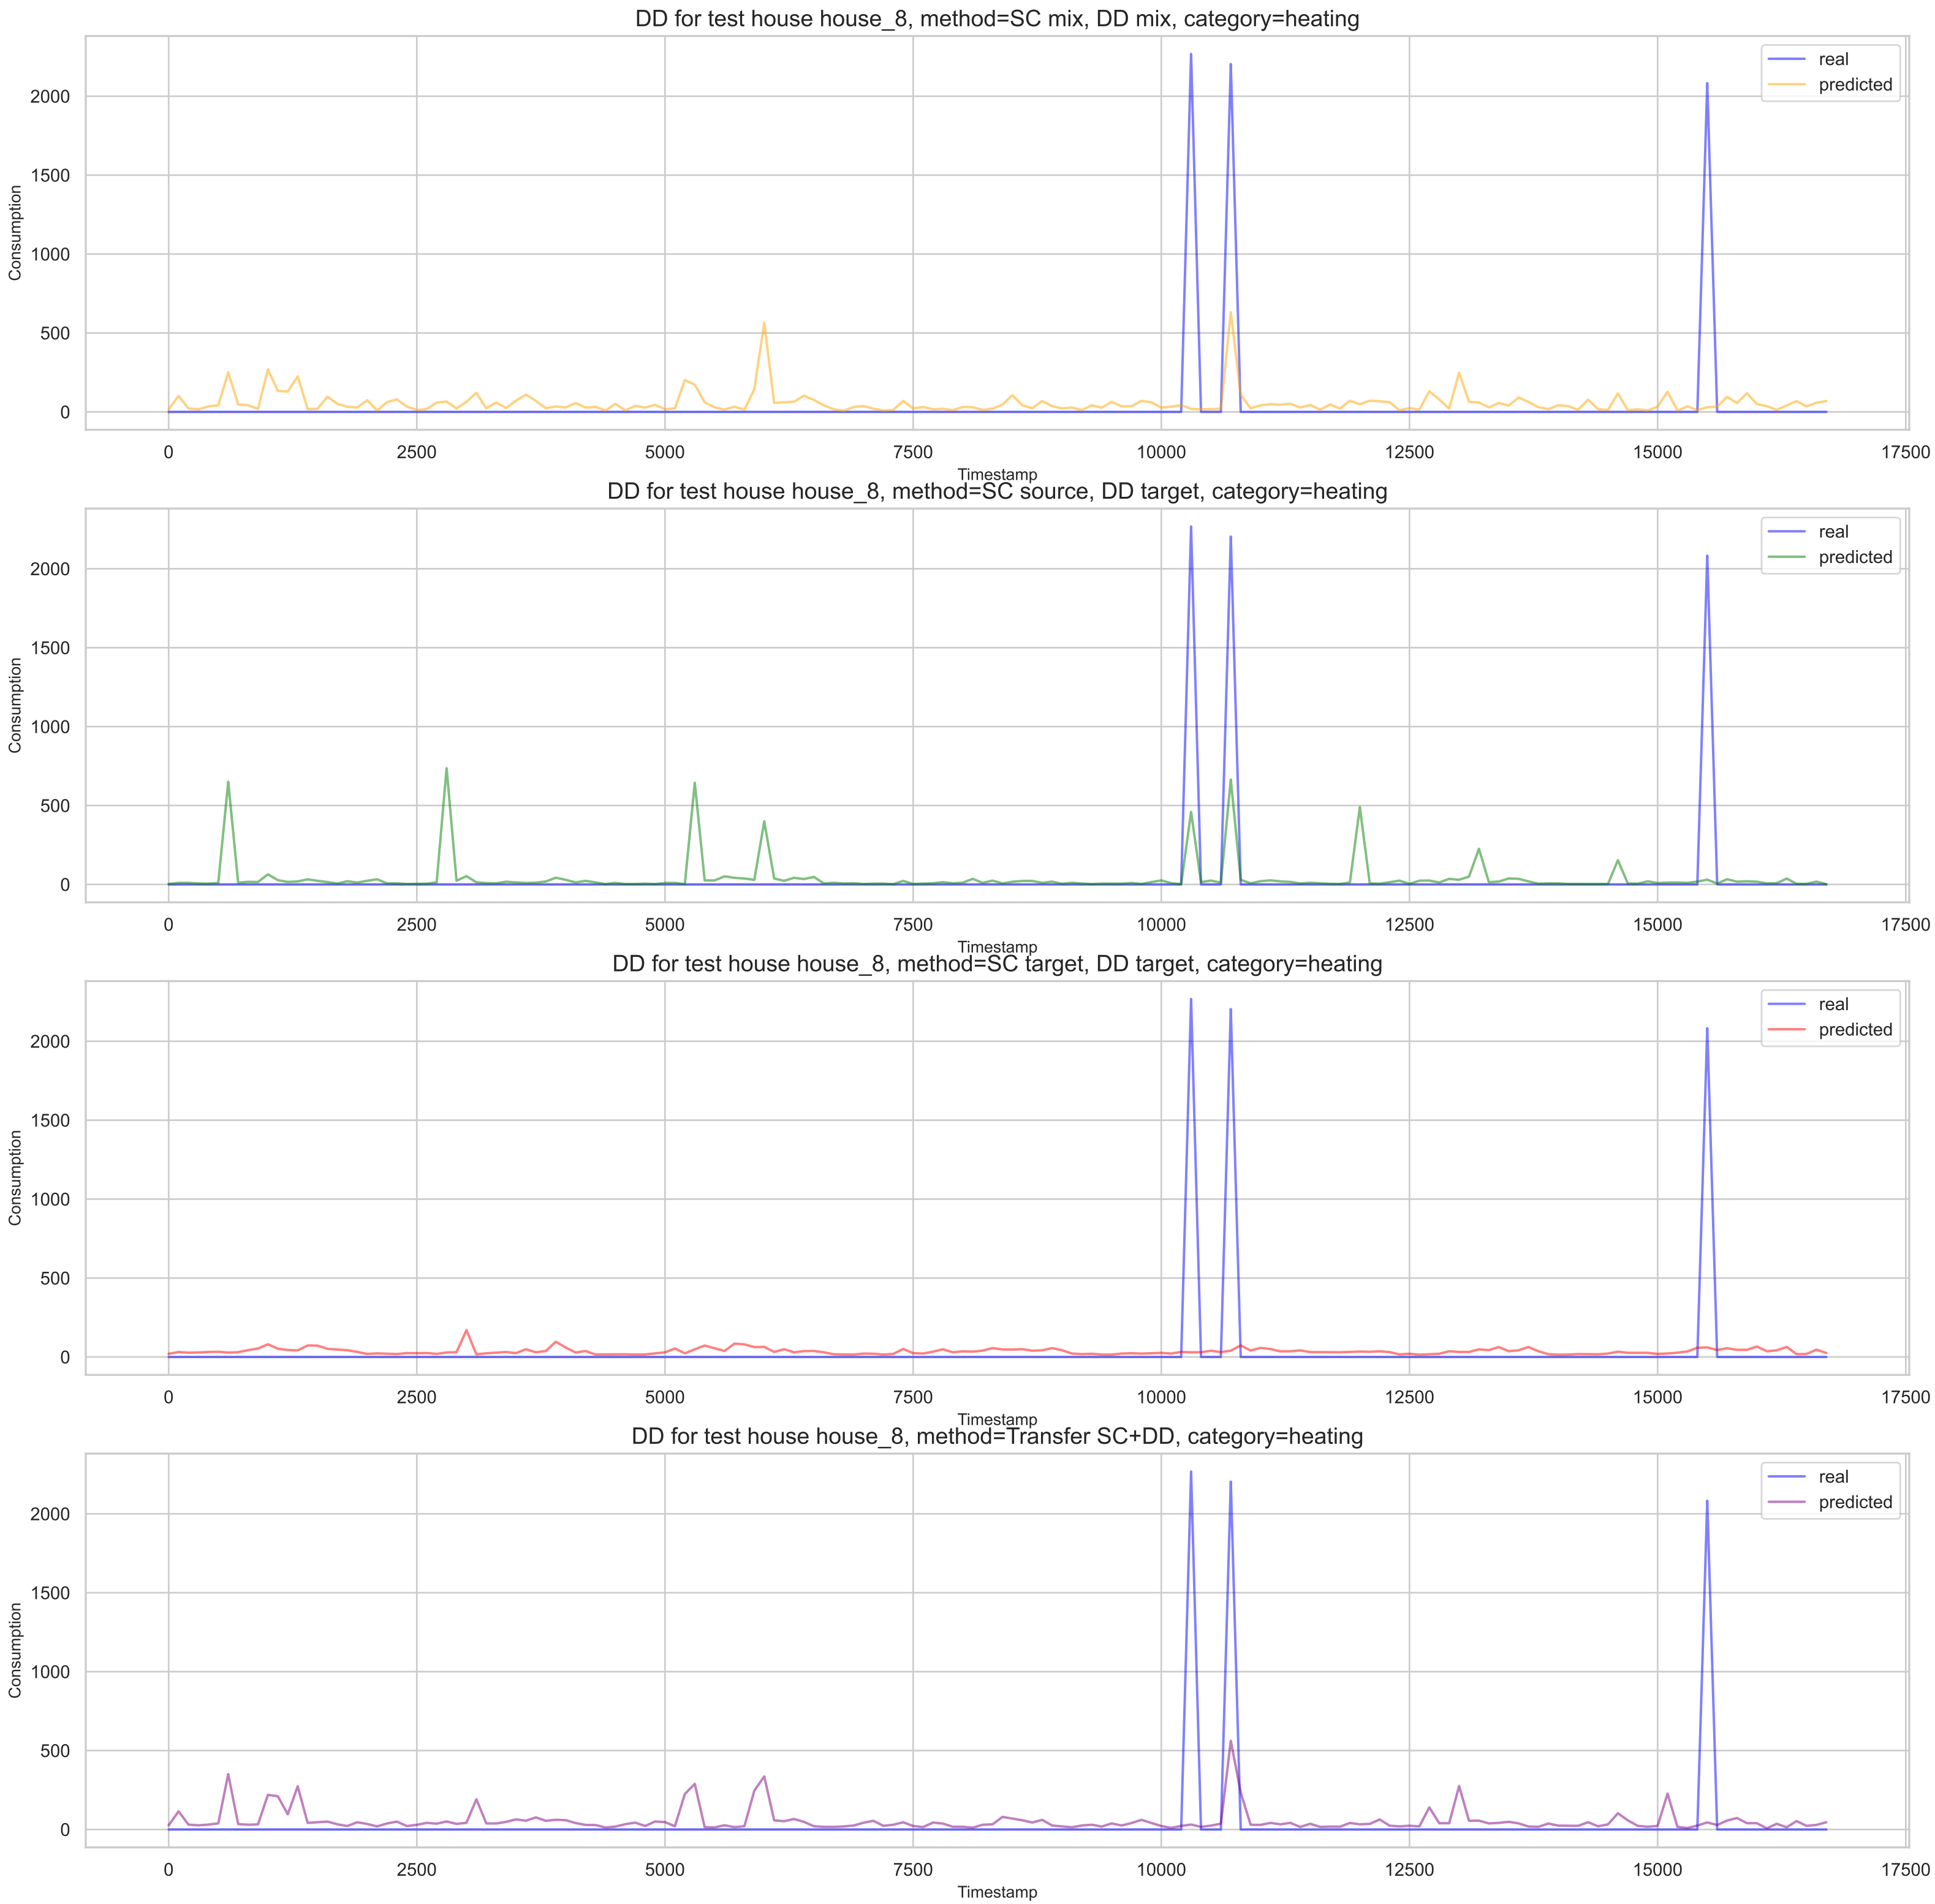 DD for test house house_8, method=SC mix, DD mix, category=heating
real
predicted
2000
1500
1000
500
0
Consumption
0 2500 5000 7500 10000 12500 15000 17500
Timestamp
DD for test house house_8, method=SC source, DD target, category=heating
real
predicted
2000
1500
1000
500
0
Consumption
0 2500 5000 7500 10000 12500 15000 17500
Timestamp
DD for test house house_8, method=SC target, DD target, category=heating
real
predicted
2000
1500
1000
500
0
Consumption
0 2500 5000 7500 10000 12500 15000 17500
Timestamp
DD for test house house_8, method=Transfer SC+DD, category=heating
real
predicted
2000
1500
1000
500
0
Consumption
0 2500 5000 7500 10000 12500 15000 17500
Timestamp